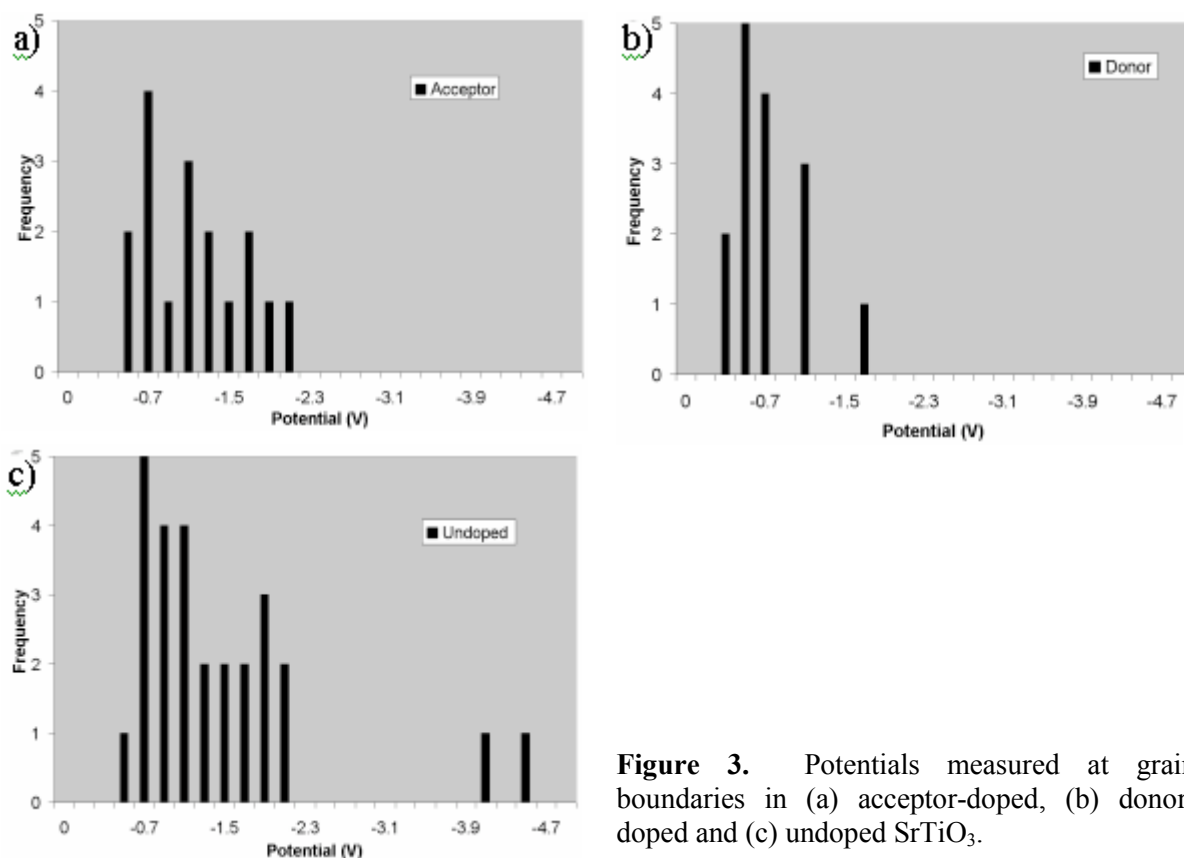 a)
5
4
3
2
1
0
Frequency
Acceptor
0 -0.7 -1.5 -2.3 -3.1 -3.9 -4.7
Potential (V)
b)
5
4
3
2
1
0
Frequency
Donor
0 -0.7 -1.5 -2.3 -3.1 -3.9 -4.7
Potential (V)
c)
5
4
3
2
1
0
Frequency
Undoped
0 -0.7 -1.5 -2.3 -3.1 -3.9 -4.7
Potential (V)
Figure 3. Potentials measured at grain
boundaries in (a) acceptor-doped, (b) donor
doped and (c) undoped SrTiO₃.